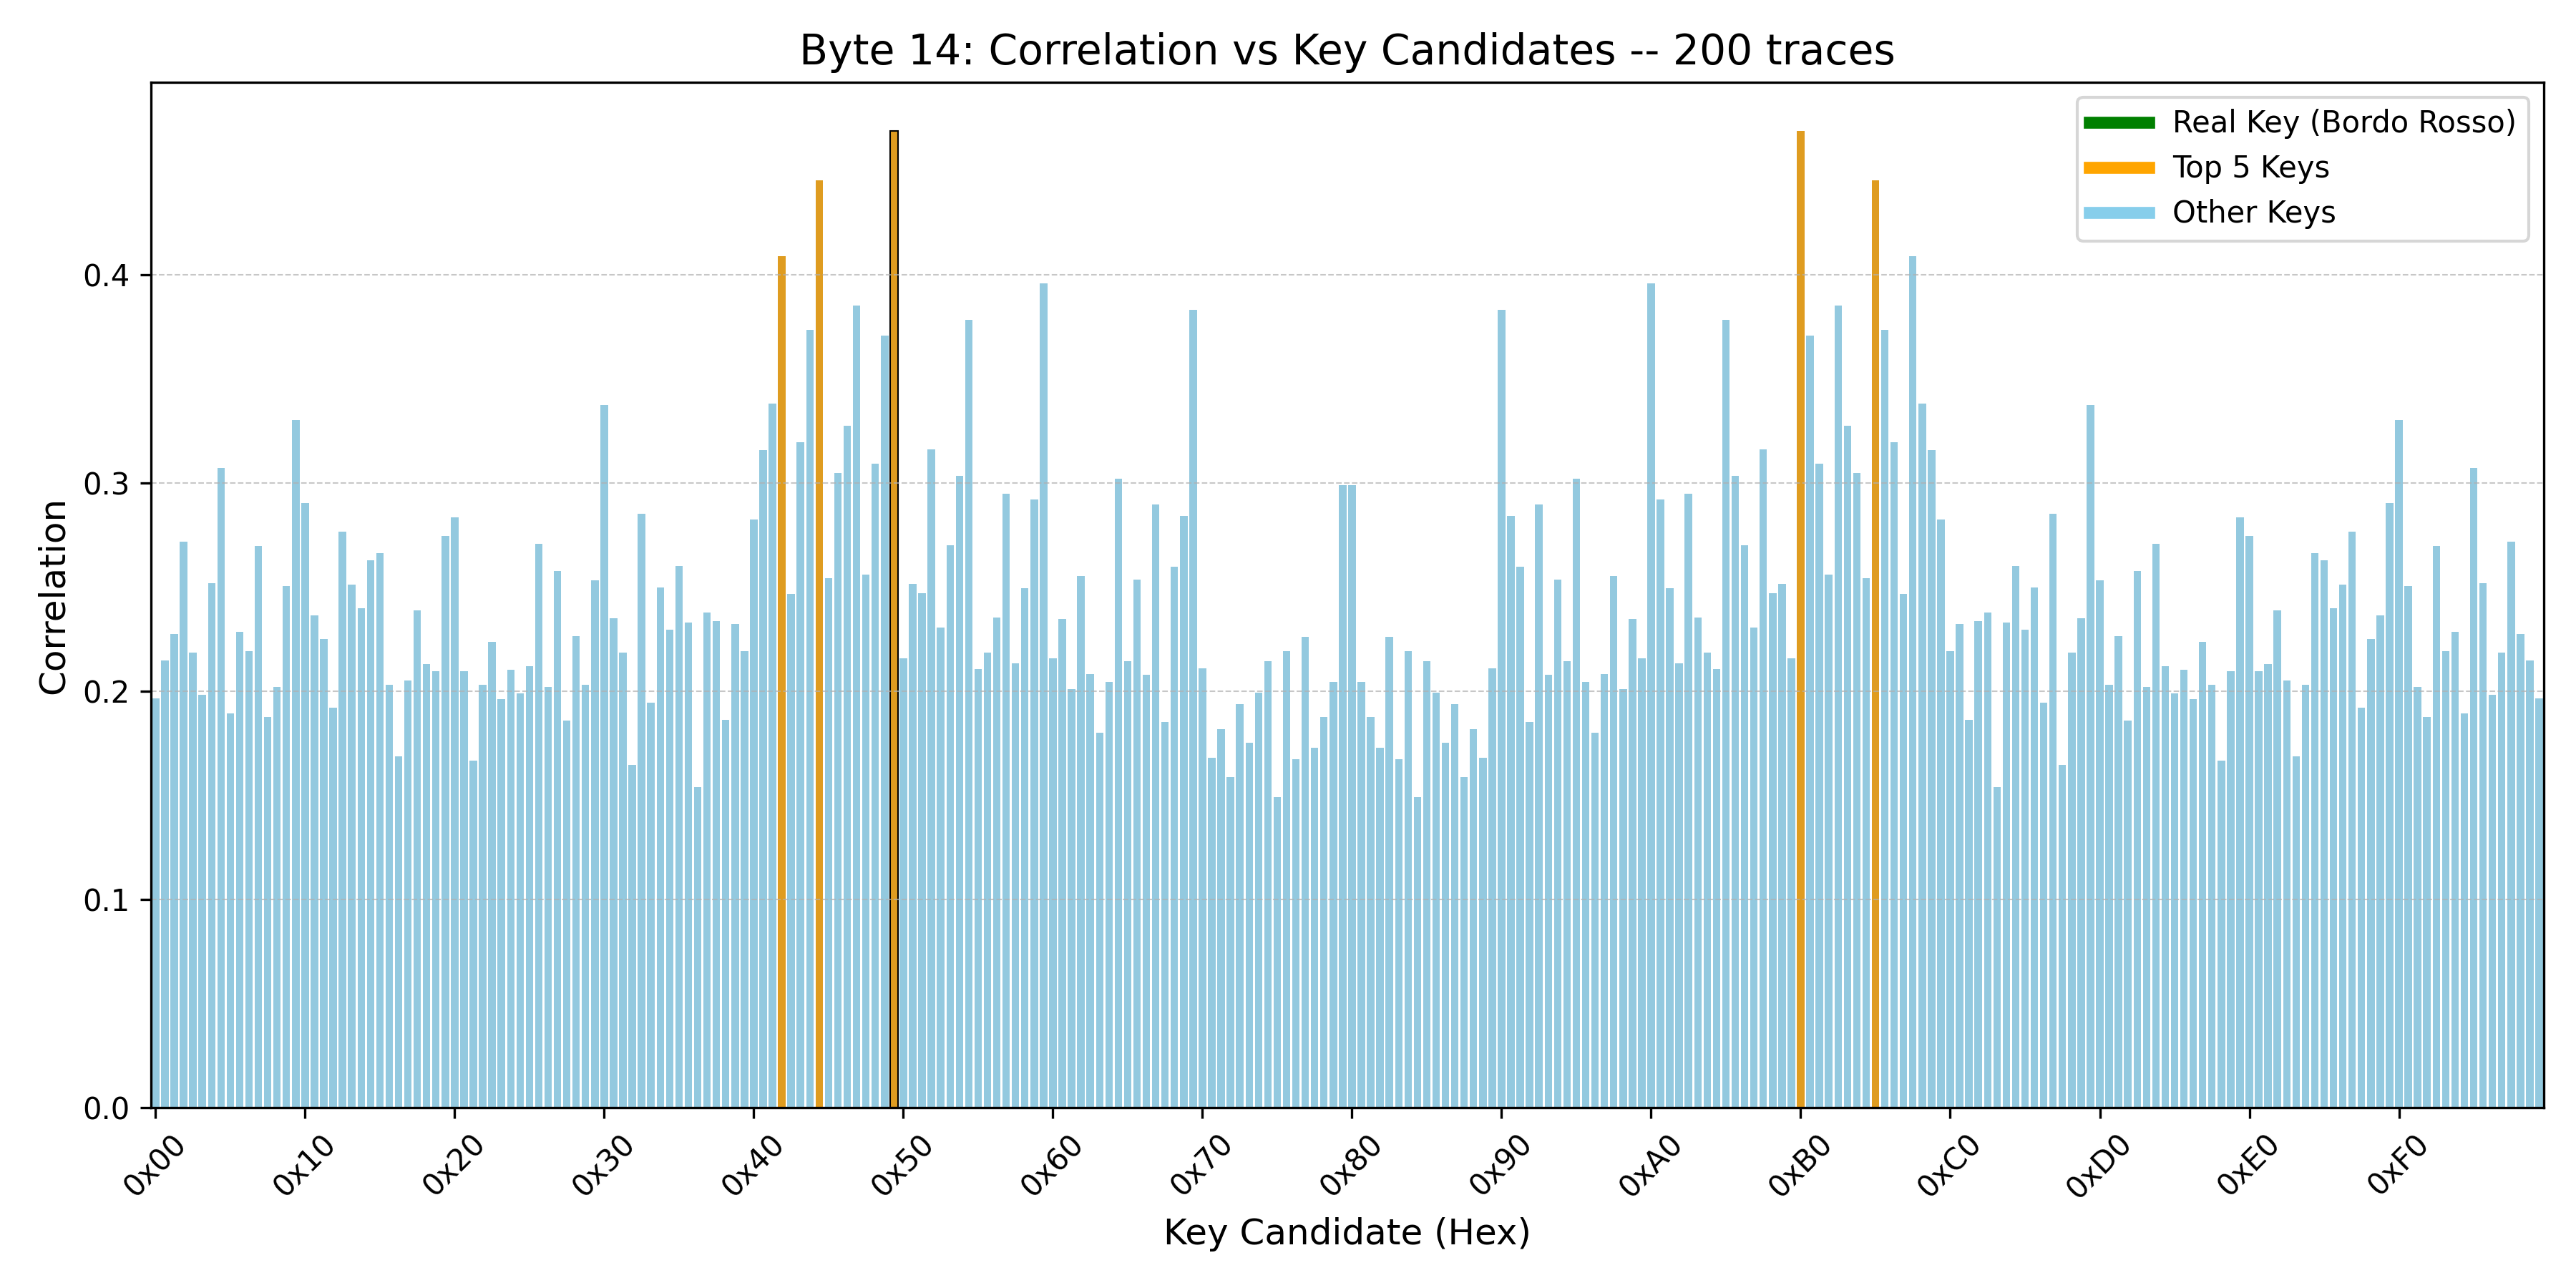 Byte 14: Correlation vs Key Candidates -- 200 traces
Real Key (Bordo Rosso)
Top 5 Keys
Other Keys
Correlation
0.4
0.3
0.2
0.1
0.0
0x00
0x10
0x20
0x30
0x40
0x50
0x60
0x70
0x80
0x90
0xA0
0xB0
0xC0
0xD0
0xE0
0xF0
Key Candidate (Hex)